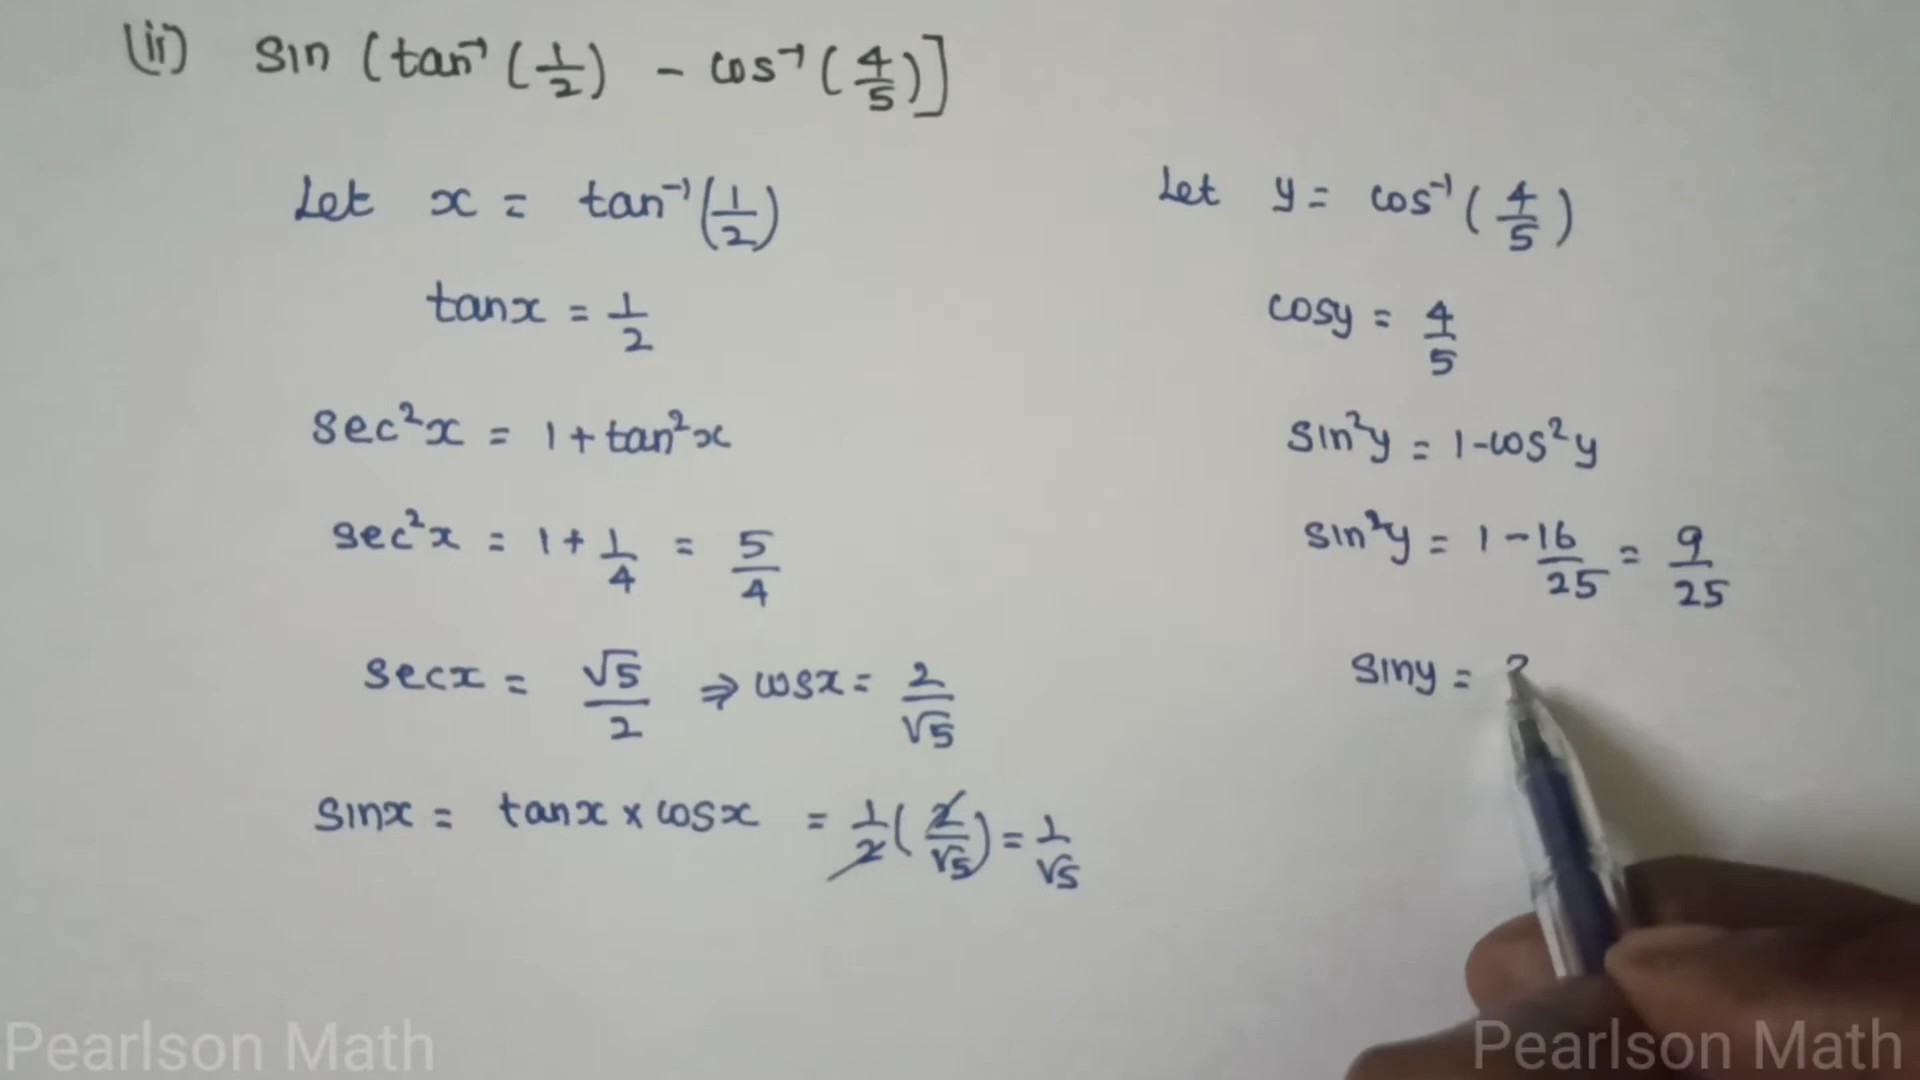 (ii) sin (tan⁻¹(1/2) - cos⁻¹(4/5)]
Let x = tan⁻¹(1/2)
tanx = 1/2
sec²x = 1+tan²x
sec²x = 1+1/4 = 5/4
secx = √5/2 ⇒ cosx = 2/√5
sinx = tanx × cosx = 1/2(2/√5) = 1/√5
Let y = cos⁻¹(4/5)
cosy = 4/5
sin²y = 1-cos²y
sin²y = 1-16/25 = 9/25
siny =
Pearlson Math
Pearlson Math